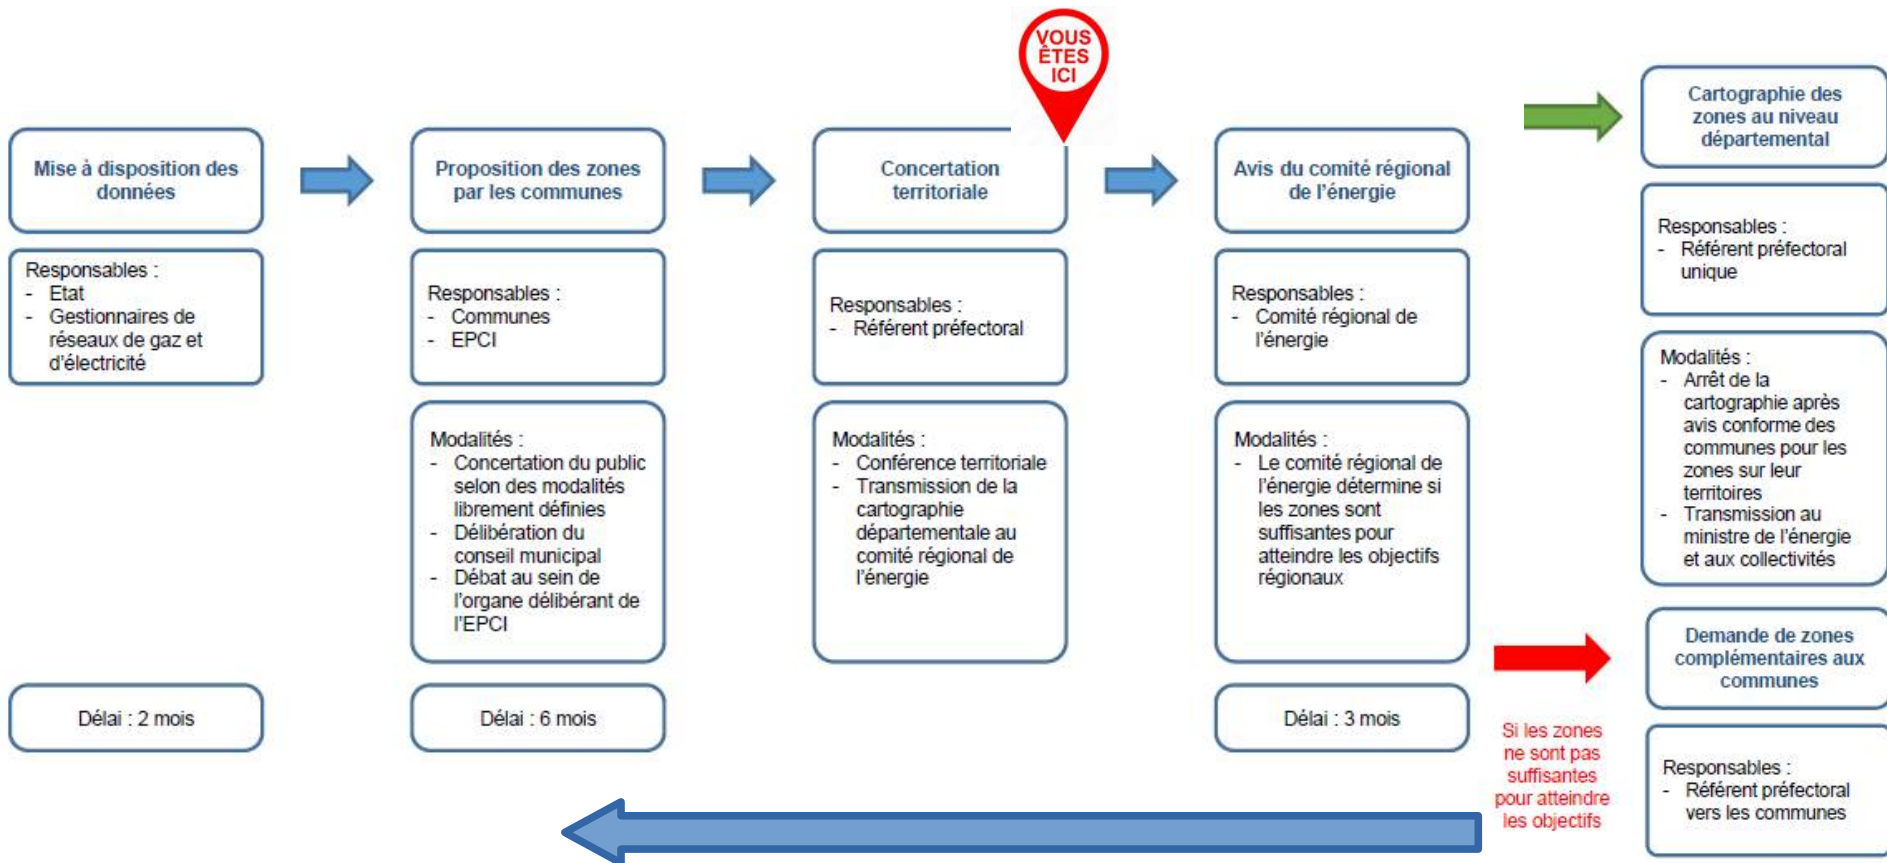 VOUS
ÊTES
ICI
Mise à disposition des
données
Responsables :
- Etat
- Gestionnaires de
réseaux de gaz et
d'électricité
Délai : 2 mois
Proposition des zones
par les communes
Responsables :
- Communes
- EPCI
Modalités :
- Concertation du public
selon des modalités
librement définies
- Délibération du
conseil municipal
- Débat au sein de
l'organe délibérant de
l'EPCI
Délai : 6 mois
Concertation
territoriale
Responsables :
- Référent préfectoral
Modalités :
- Conférence territoriale
- Transmission de la
cartographie
départementale au
comité régional de
l'énergie
Avis du comité régional
de l'énergie
Responsables :
- Comité régional de
l'énergie
Modalités :
- Le comité régional de
l'énergie détermine si
les zones sont
suffisantes pour
atteindre les objectifs
régionaux
Délai : 3 mois
Cartographie des
zones au niveau
départemental
Responsables :
- Référent préfectoral
unique
Modalités :
- Arrêt de la
cartographie après
avis conforme des
communes pour les
zones sur leur
territoires
- Transmission au
ministre de l'énergie
et aux collectivités
Si les zones
ne sont pas
suffisantes
pour atteindre
les objectifs
Demande de zones
complémentaires aux
communes
Responsables :
- Référent préfectoral
vers les communes